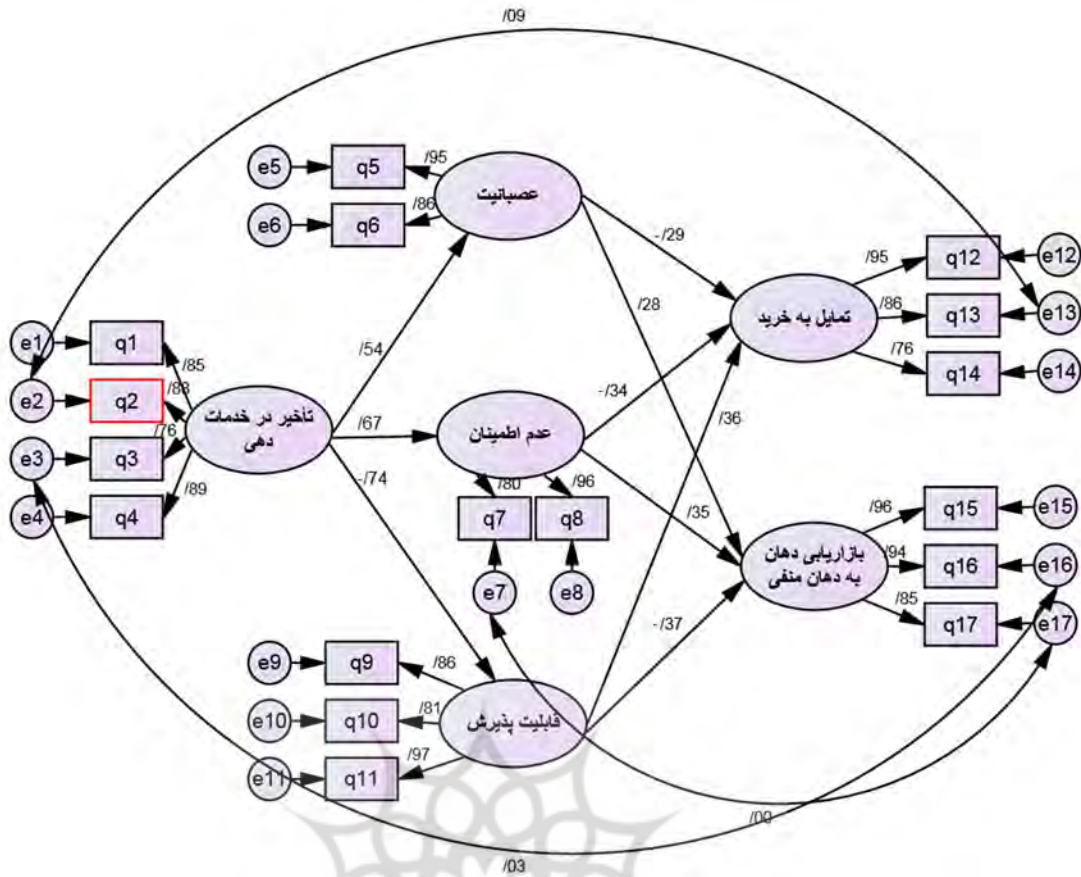 /09
e5
q5
/95
e6
q6
/86
عصبانیت
-/29
/28
e12
q12
/95
e13
q13
/86
e14
q14
/76
تمایل به خرید
e1
q1
/85
e2
q2
/88
e3
q3
/76
e4
q4
/89
تأخیر در خدمات
دهی
/54
/67
-/74
عدم اطمینان
-/34
/35
/36
/80
/96
q7
q8
e7
e8
بازاریابی دهان
به دهان منفی
/96
q15
e15
/94
q16
e16
/85
q17
e17
-/37
e9
q9
/86
e10
q10
/81
e11
q11
/97
قابلیت پذیرش
/00
/03